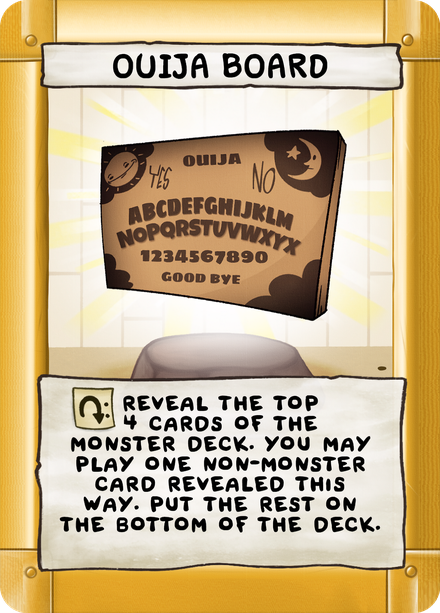 OUIJA BOARD
OUIJA
YES NO
ABCDEFGHIJKLM
NOPQRSTUVWXYX
1234567890
GOOD BYE
: REVEAL THE TOP
4 CARDS OF THE
MONSTER DECK. YOU MAY
PLAY ONE NON-MONSTER
CARD REVEALED THIS
WAY. PUT THE REST ON
THE BOTTOM OF THE DECK.